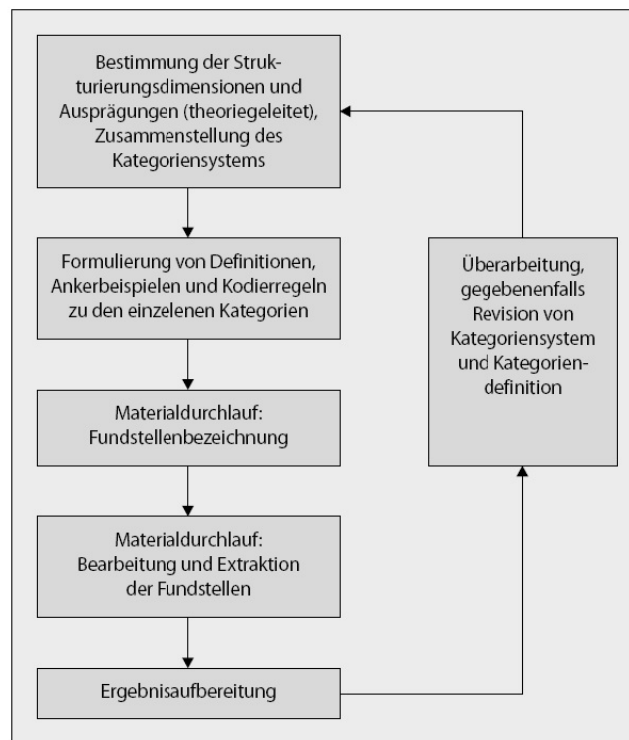 Bestimmung der Struk-
turierungsdimensionen und
Ausprägungen (theoriegeleitet),
Zusammenstellung des
Kategoriensystems
Formulierung von Definitionen,
Ankerbeispielen und Kodierregeln
zu den einzelenen Kategorien
Materialdurchlauf:
Fundstellenbezeichnung
Materialdurchlauf:
Bearbeitung und Extraktion
der Fundstellen
Ergebnisaufbereitung
Überarbeitung,
gegebenenfalls
Revision von
Kategoriensystem
und Kategorien-
definition